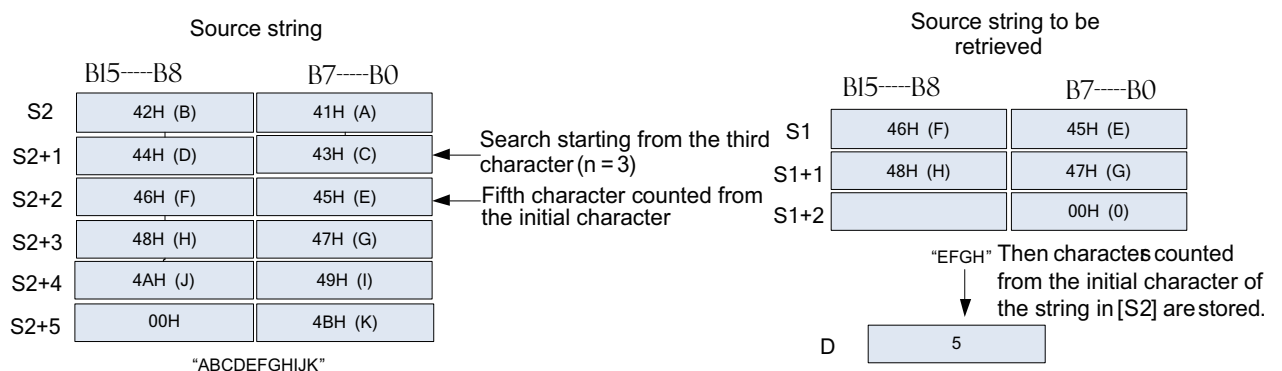 Source string
B15-----B8 B7-----B0
S2 42H (B) 41H (A)
S2+1 44H (D) 43H (C)
S2+2 46H (F) 45H (E)
S2+3 48H (H) 47H (G)
S2+4 4AH (J) 49H (I)
S2+5 00H 4BH (K)
“ABCDEFGHIJK”
Search starting from the third
character (n = 3)
Fifth character counted from
the initial character
Source string to be
retrieved
B15-----B8 B7-----B0
S1 46H (F) 45H (E)
S1+1 48H (H) 47H (G)
S1+2 00H (0)
“EFGH” Then characters counted
from the initial character of
the string in [S2] are stored.
D 5